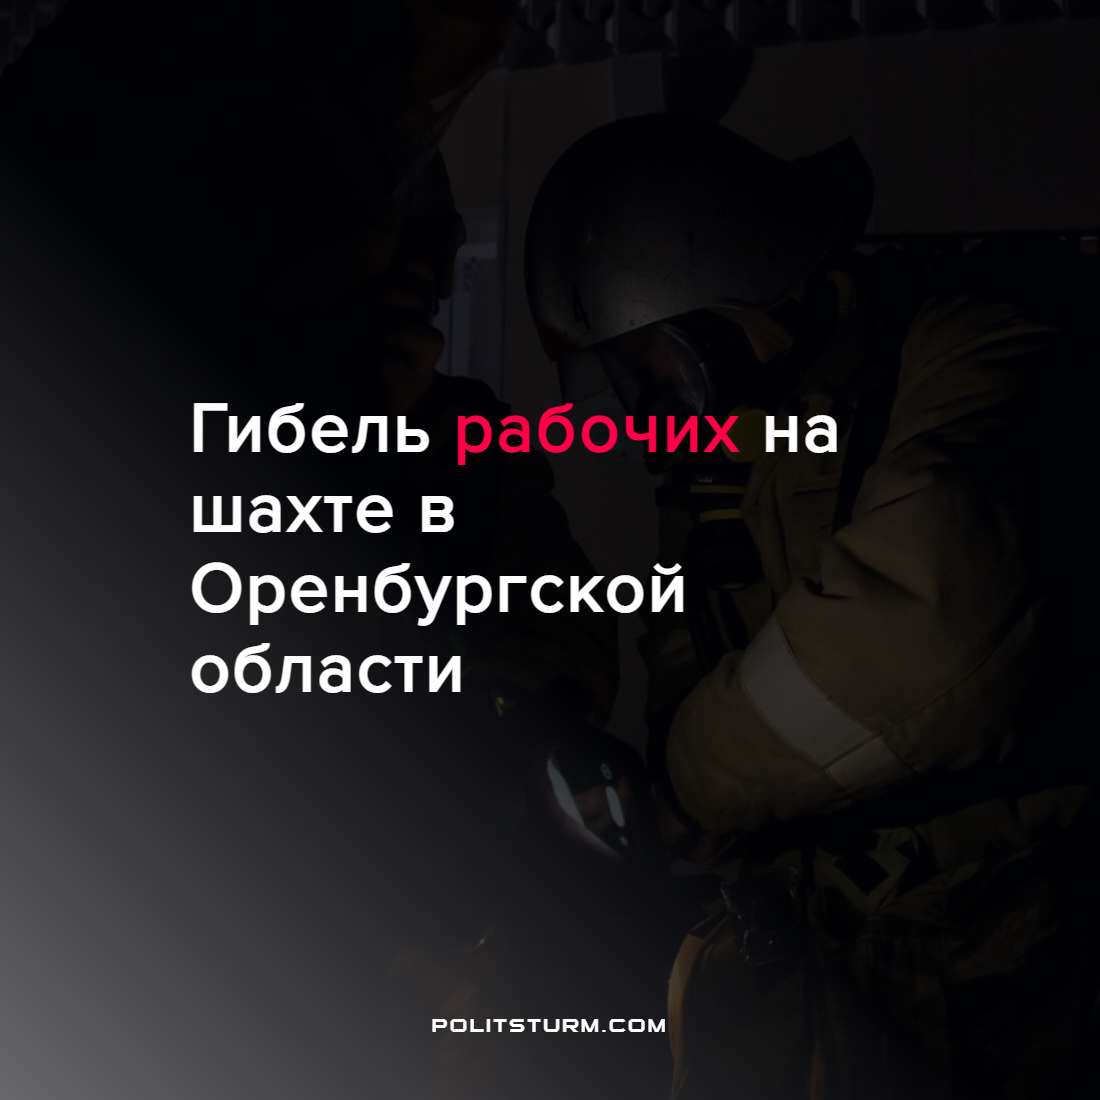 Гибель рабочих на
шахте в
Оренбургской
области
POLITSTURM.COM